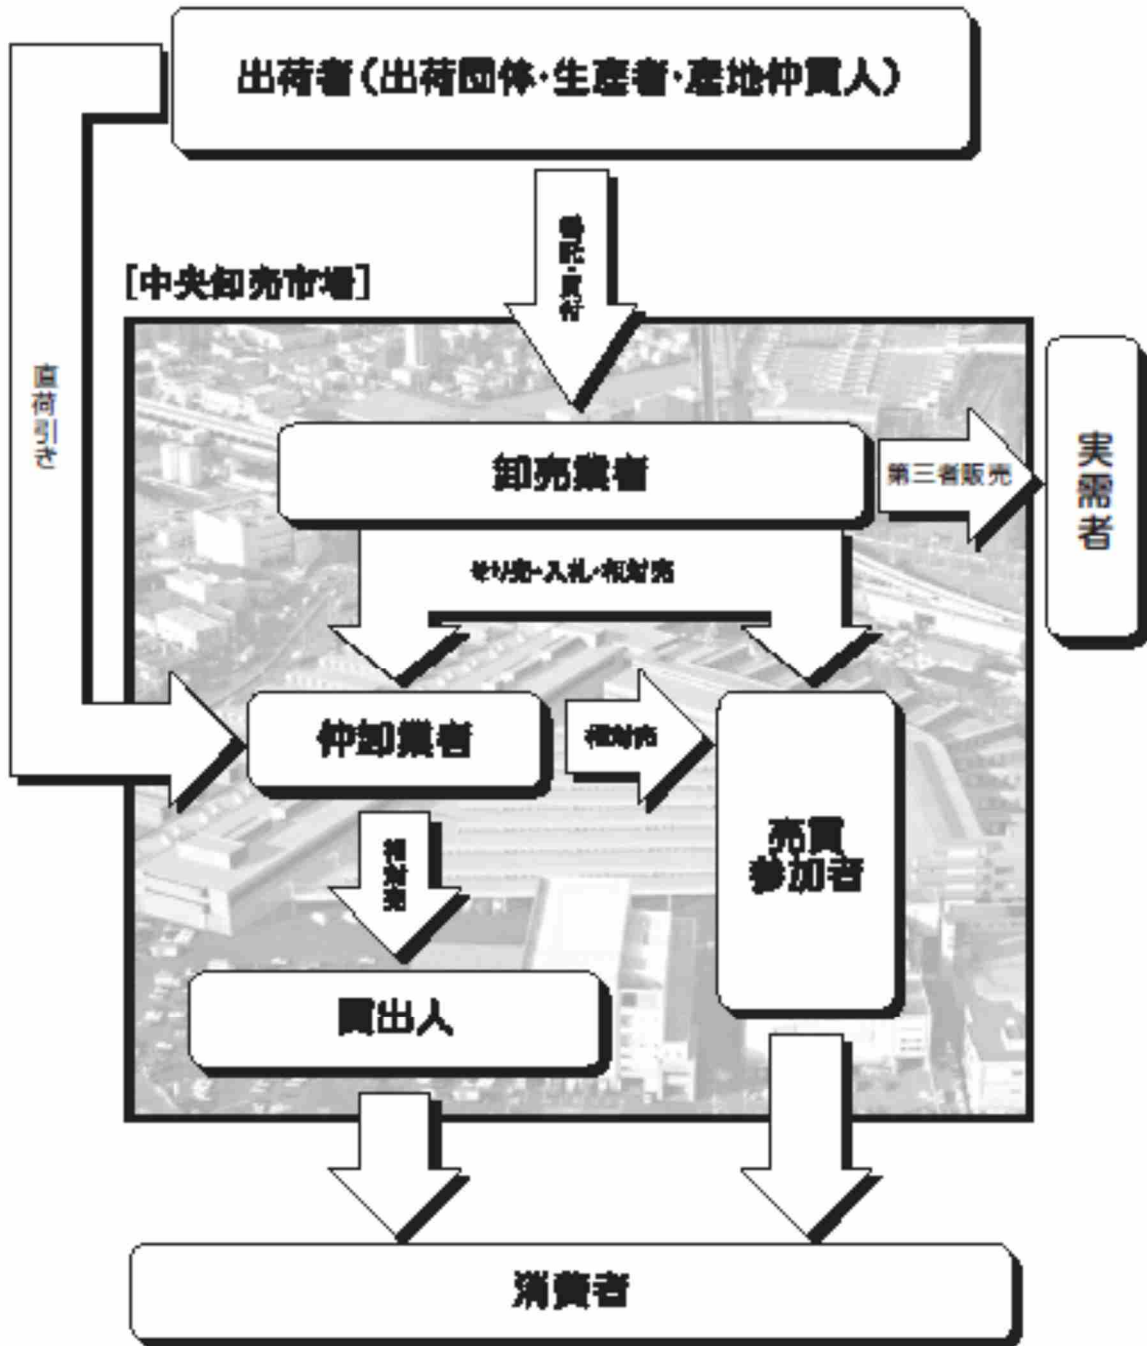 出荷者（出荷団体・生産者・産地仲買人）
委託・買付
[中央卸売市場]
直荷引き
卸売業者
第三者販売
実需者
せり売・入札・相対売
仲卸業者
相対売
売買
参加者
相対売
買出人
消費者